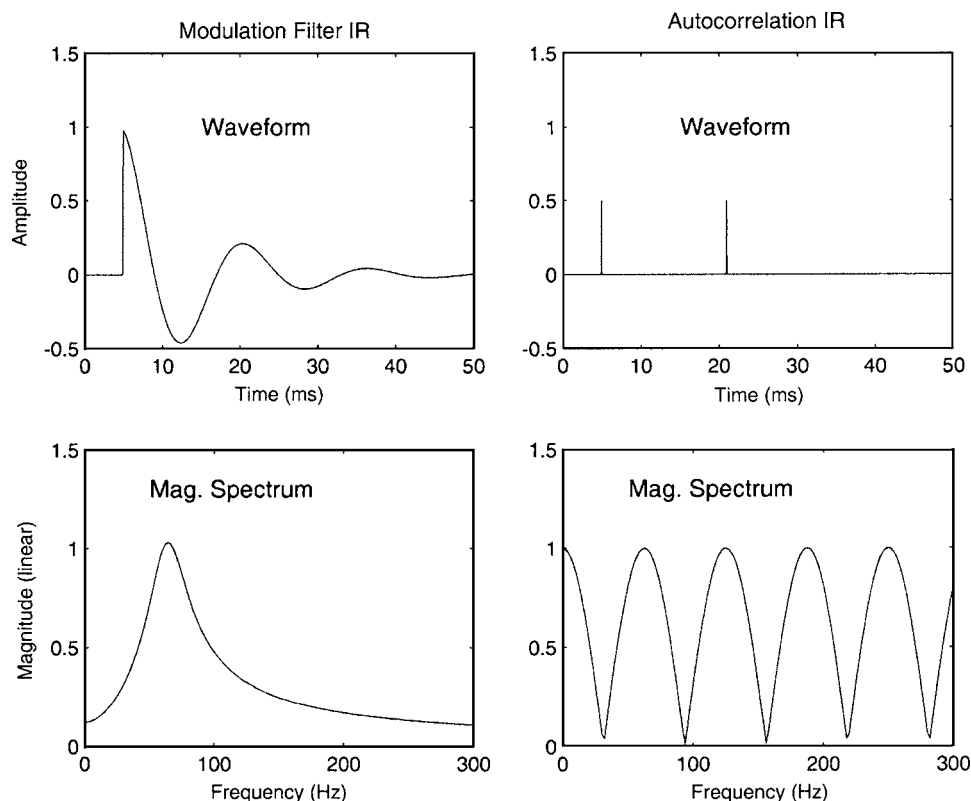 Modulation Filter IR
1.5
Waveform
1
Amplitude
0.5
0
-0.5
0 10 20 30 40 50
Time (ms)
Autocorrelation IR
1.5
Waveform
1
0.5
0
-0.5
0 10 20 30 40 50
Time (ms)
1.5
Mag. Spectrum
1
Magnitude (linear)
0.5
0
0 100 200 300
Frequency (Hz)
1.5
Mag. Spectrum
1
0.5
0
0 100 200 300
Frequency (Hz)